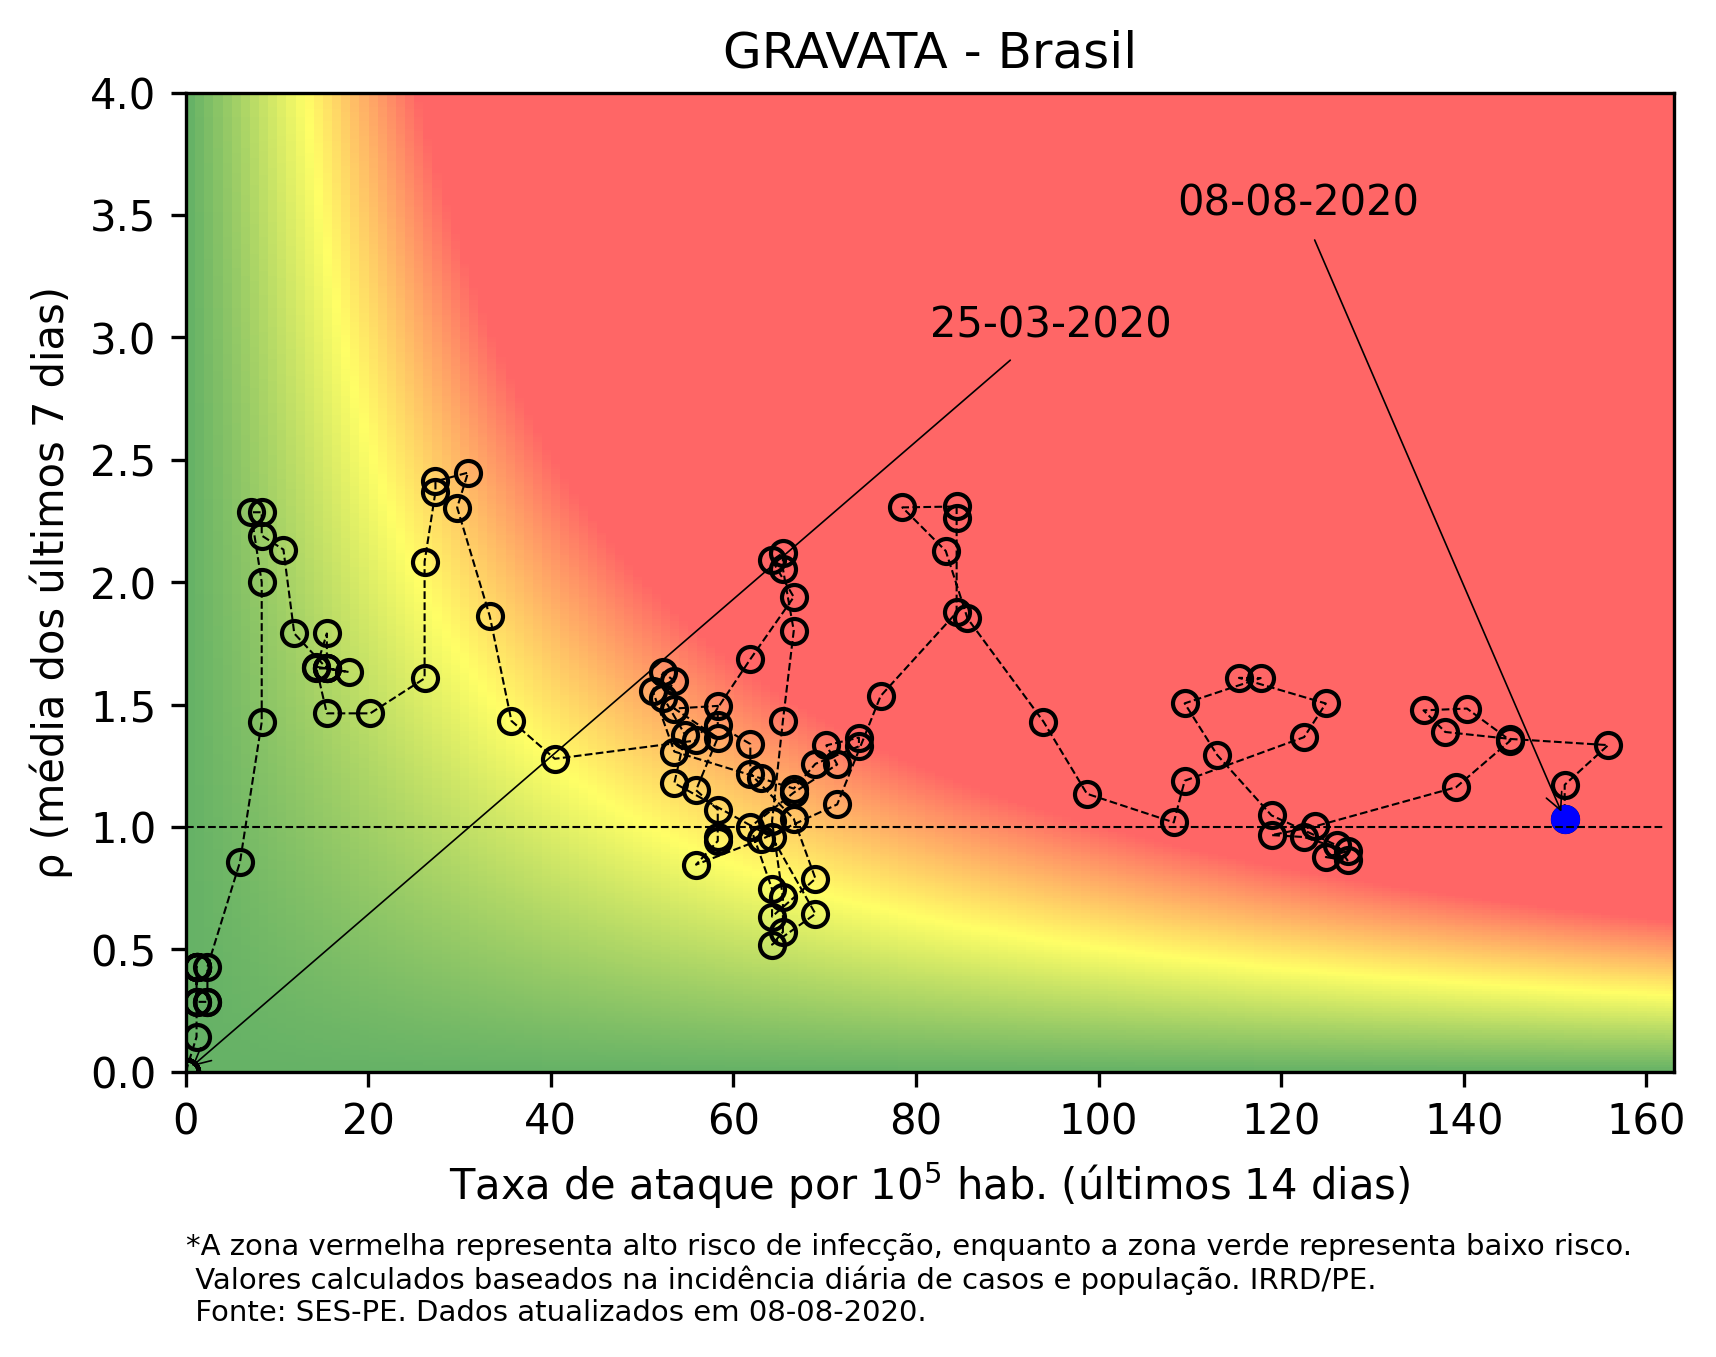 GRAVATA - Brasil
4.0
3.5
3.0
2.5
2.0
1.5
1.0
0.5
0.0
ρ (média dos últimos 7 dias)
08-08-2020
25-03-2020
0 20 40 60 80 100 120 140 160
Taxa de ataque por 10⁵ hab. (últimos 14 dias)
*A zona vermelha representa alto risco de infecção, enquanto a zona verde representa baixo risco.
Valores calculados baseados na incidência diária de casos e população. IRRD/PE.
Fonte: SES-PE. Dados atualizados em 08-08-2020.